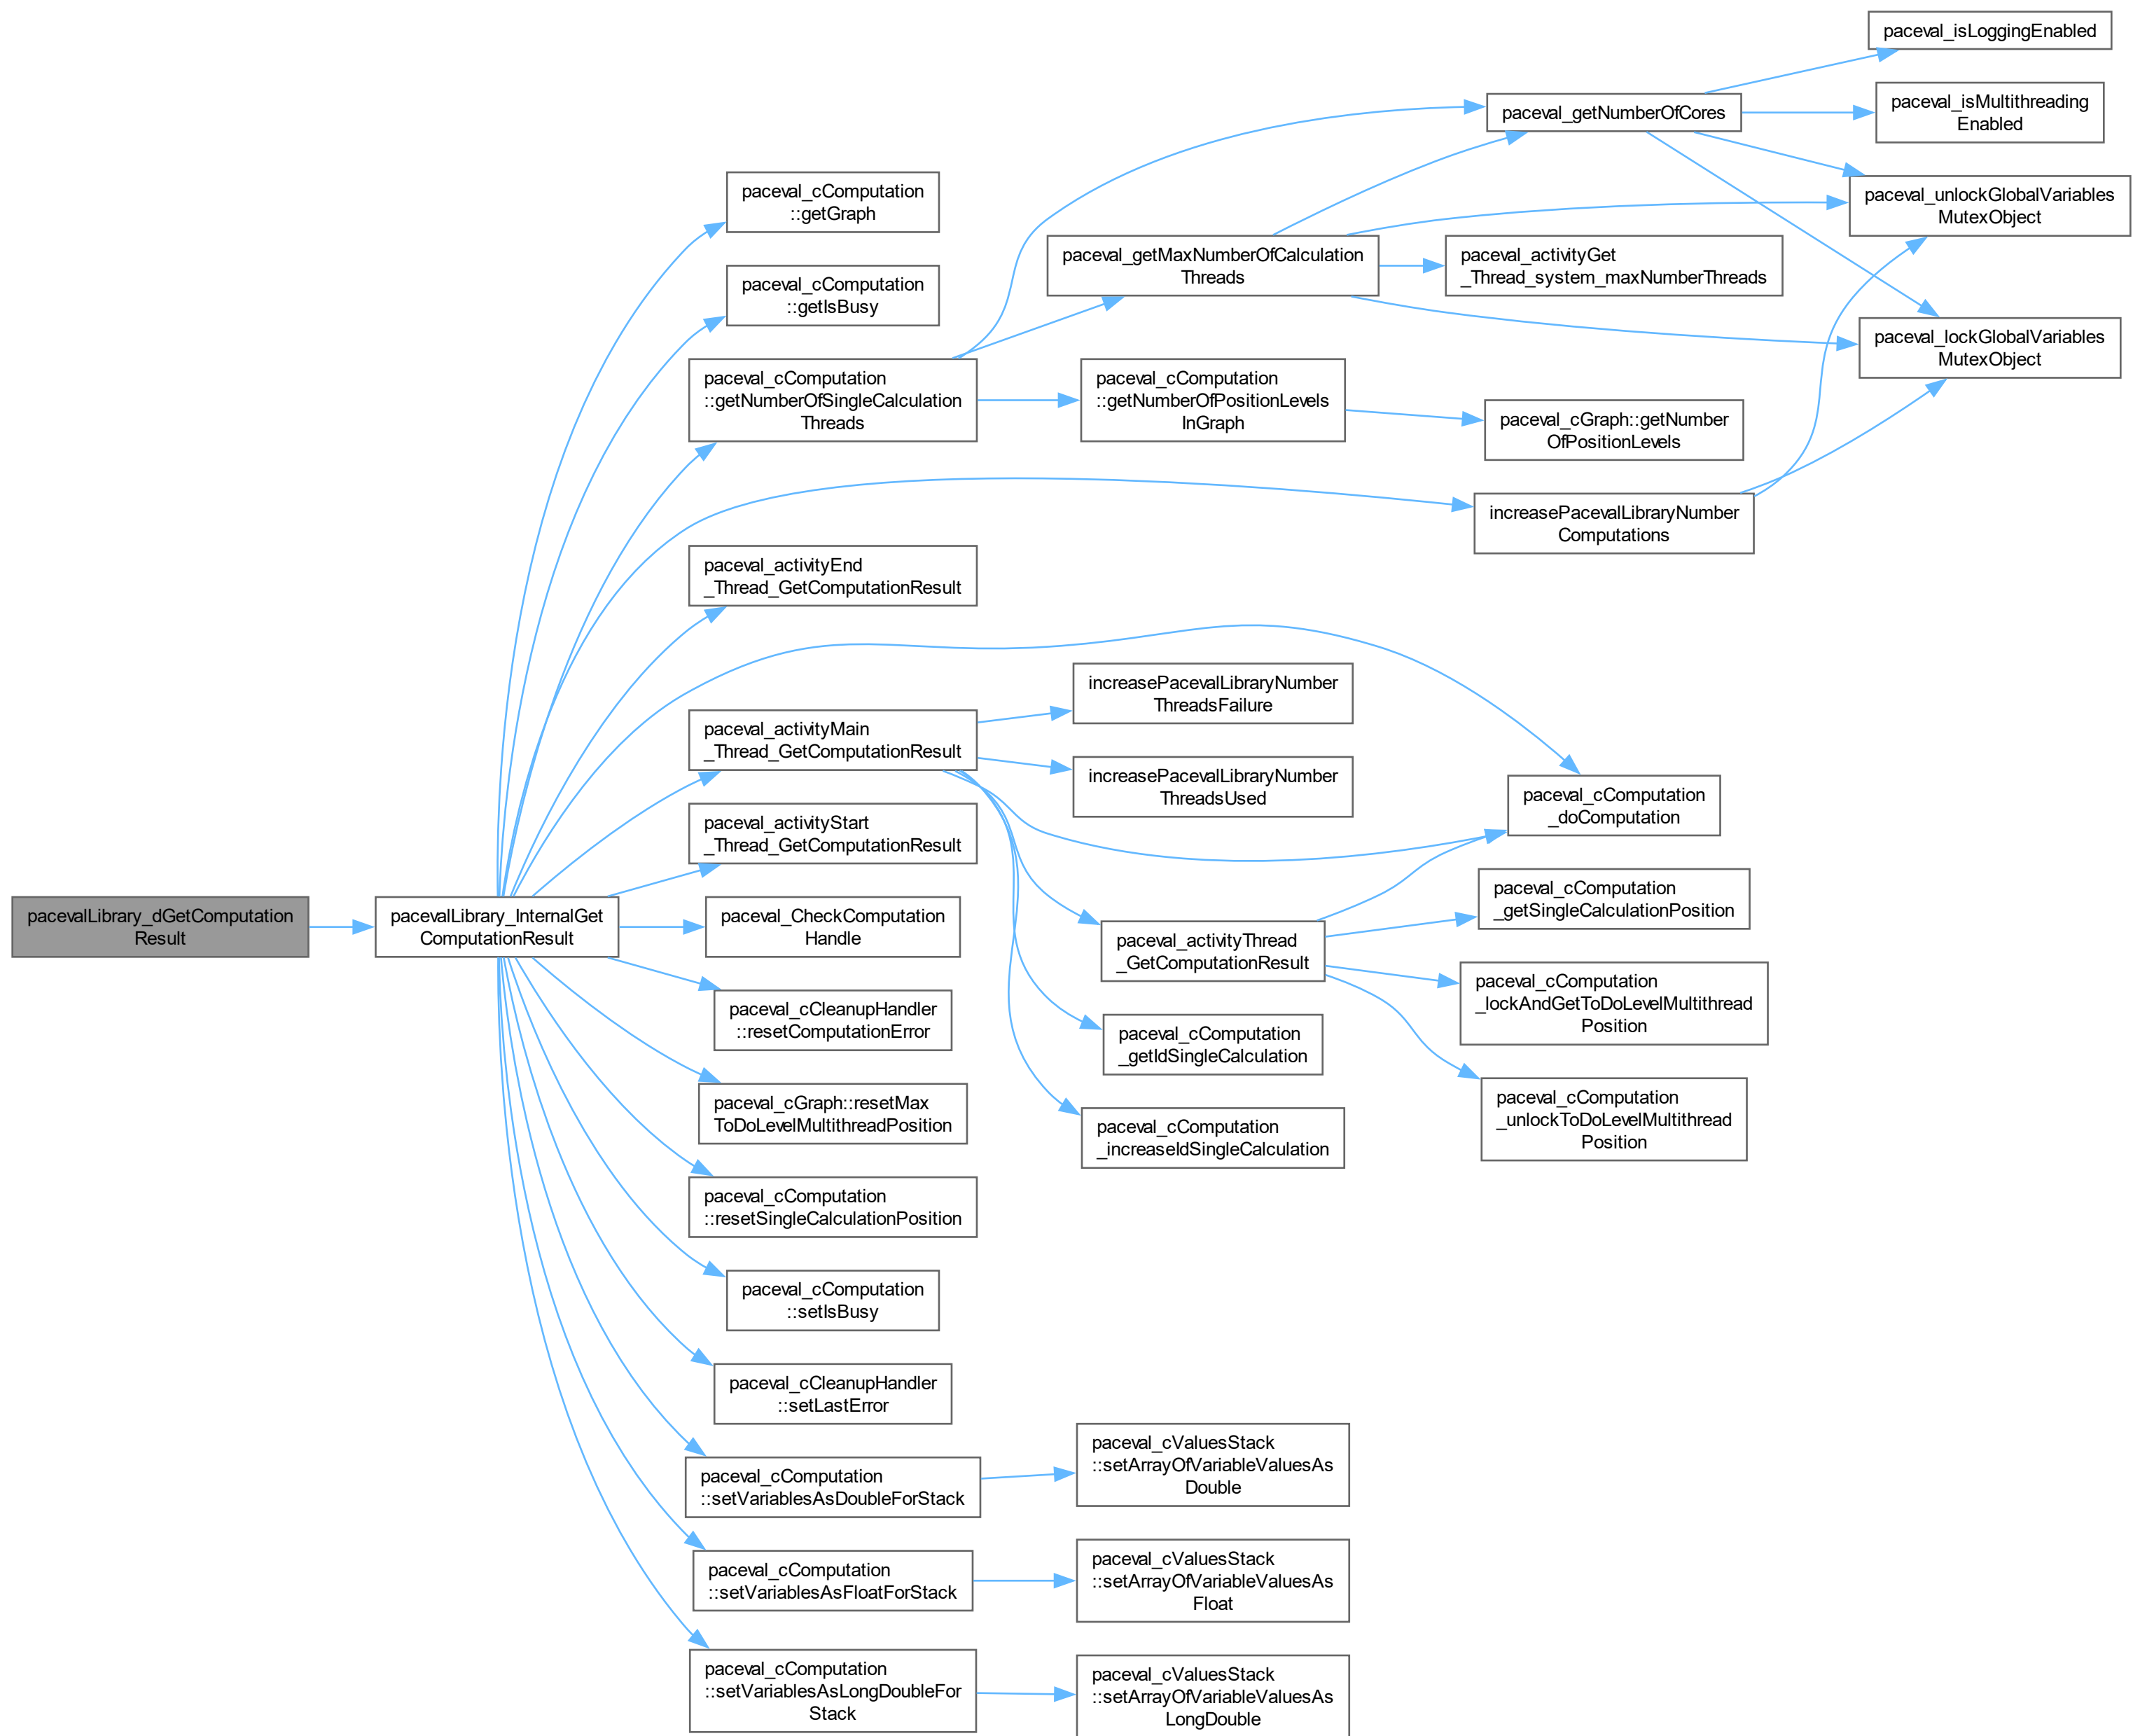 paceval_isLoggingEnabled
paceval_getNumberOfCores
paceval_isMultithreading
Enabled
paceval_cComputation
::getGraph
paceval_unlockGlobalVariables
MutexObject
paceval_getMaxNumberOfCalculation
Threads
paceval_activityGet
_Thread_system_maxNumberThreads
paceval_cComputation
::getIsBusy
paceval_lockGlobalVariables
MutexObject
paceval_cComputation
::getNumberOfSingleCalculation
Threads
paceval_cComputation
::getNumberOfPositionLevels
InGraph
paceval_cGraph::getNumber
OfPositionLevels
increasePacevalLibraryNumber
Computations
paceval_activityEnd
_Thread_GetComputationResult
increasePacevalLibraryNumber
ThreadsFailure
paceval_activityMain
_Thread_GetComputationResult
increasePacevalLibraryNumber
ThreadsUsed
paceval_cComputation
_doComputation
paceval_activityStart
_Thread_GetComputationResult
paceval_cComputation
_getSingleCalculationPosition
pacevalLibrary_dGetComputation
Result
pacevalLibrary_InternalGet
ComputationResult
paceval_CheckComputation
Handle
paceval_activityThread
_GetComputationResult
paceval_cComputation
_lockAndGetToDoLevelMultithread
Position
paceval_cCleanupHandler
::resetComputationError
paceval_cComputation
_getIdSingleCalculation
paceval_cComputation
_unlockToDoLevelMultithread
Position
paceval_cGraph::resetMax
ToDoLevelMultithreadPosition
paceval_cComputation
_increaseIdSingleCalculation
paceval_cComputation
::resetSingleCalculationPosition
paceval_cComputation
::setIsBusy
paceval_cCleanupHandler
::setLastError
paceval_cComputation
::setVariablesAsDoubleForStack
paceval_cValuesStack
::setArrayOfVariableValuesAs
Double
paceval_cComputation
::setVariablesAsFloatForStack
paceval_cValuesStack
::setArrayOfVariableValuesAs
Float
paceval_cComputation
::setVariablesAsLongDoubleFor
Stack
paceval_cValuesStack
::setArrayOfVariableValuesAs
LongDouble